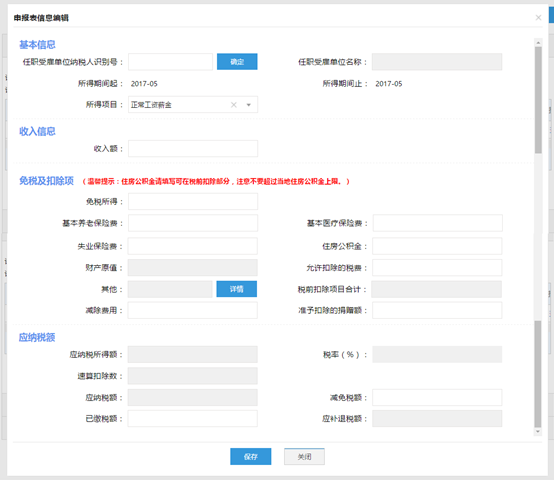 申报表信息编辑
基本信息
任职受雇单位纳税人识别号： 确定 任职受雇单位名称：
所得期间起： 2017-05 所得期间止： 2017-05
所得项目： 正常工资薪金
收入信息
收入额：
免税及扣除项 （温馨提示：住房公积金请填写可在税前扣除部分，注意不要超过当地住房公积金上限。）
免税所得：
基本养老保险费： 基本医疗保险费：
失业保险费： 住房公积金：
财产原值： 允许扣除的税费：
其他： 详情 税前扣除项目合计：
减除费用： 准予扣除的捐赠额：
应纳税额
应纳税所得额： 税率（%）：
速算扣除数：
应纳税额： 减免税额：
已缴税额： 应补退税额：
保存 关闭